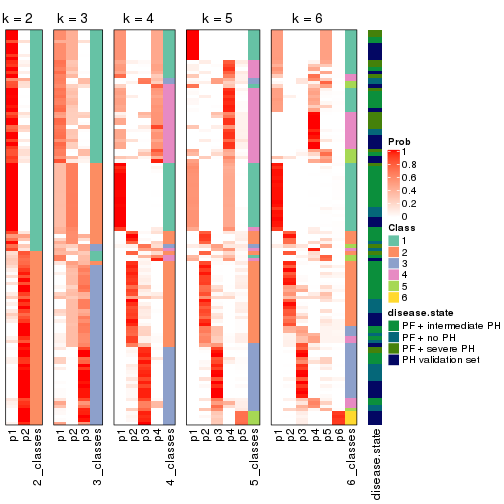 k = 2 k = 3 k = 4 k = 5 k = 6
Prob
1
0.8
0.6
0.4
0.2
0
Class
1
2
3
4
5
6
disease.state
PF+ intermediate PH
PF+ no PH
PF+ severe PH
PH validation set
p1 p2 2_classes p1 p2 p3 3_classes p1 p2 p3 p4 4_classes p1 p2 p3 p4 p5 5_classes p1 p2 p3 p4 p5 p6 6_classes disease.state